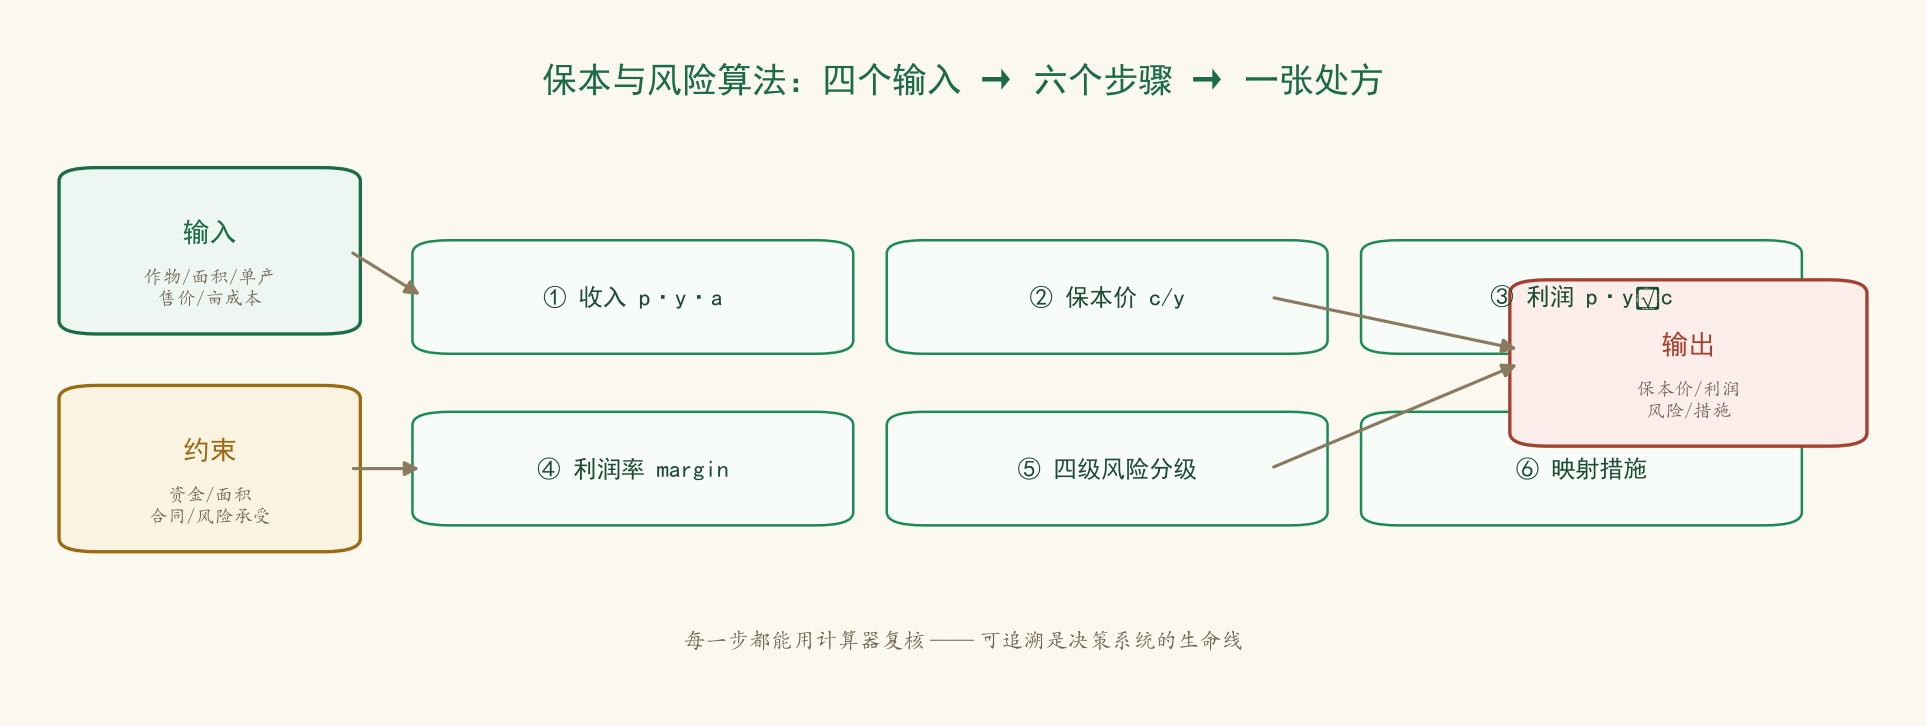 保本与风险算法: 四个输入 → 六个步骤 → 一张处方
输入
作物/面积/单产
售价/亩成本
① 收入 p·y·a
② 保本价 c/y
③ 利润 p·y☑c
输出
保本价/利润
风险/措施
约束
资金/面积
合同/风险承受
④ 利润率 margin
⑤ 四级风险分级
⑥ 映射措施
每一步都能用计算器复核 —— 可追溯是决策系统的生命线